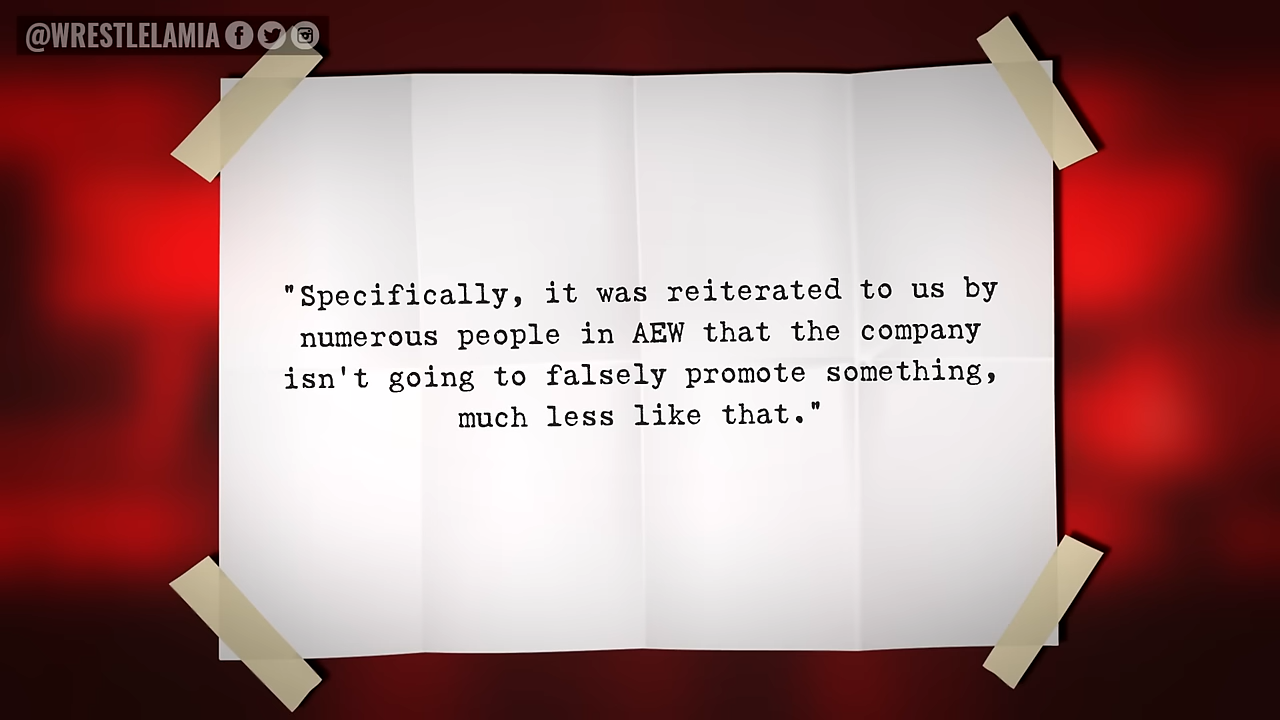 @WRESTLELAMIA
"Specifically, it was reiterated to us by
numerous people in AEW that the company
isn't going to falsely promote something,
much less like that."